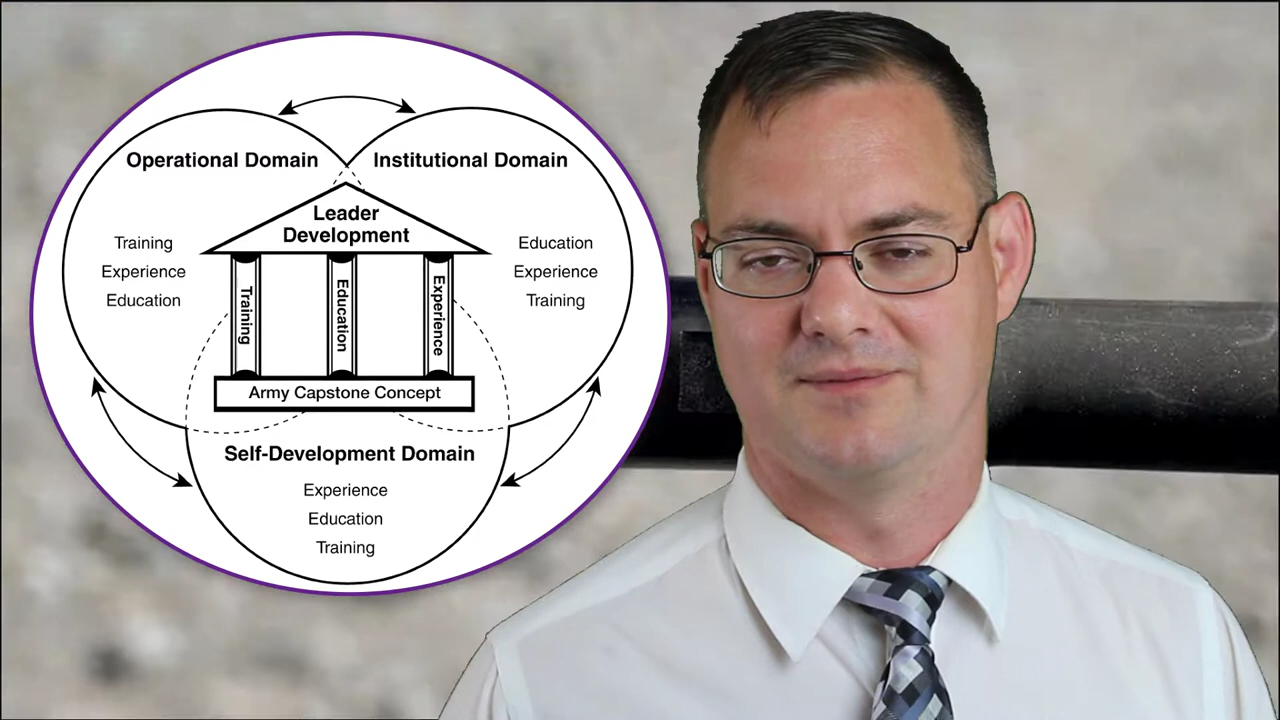 Operational Domain
Institutional Domain
Leader
Development
Training
Experience
Education
Education
Experience
Training
Training
Education
Experience
Army Capstone Concept
Self-Development Domain
Experience
Education
Training